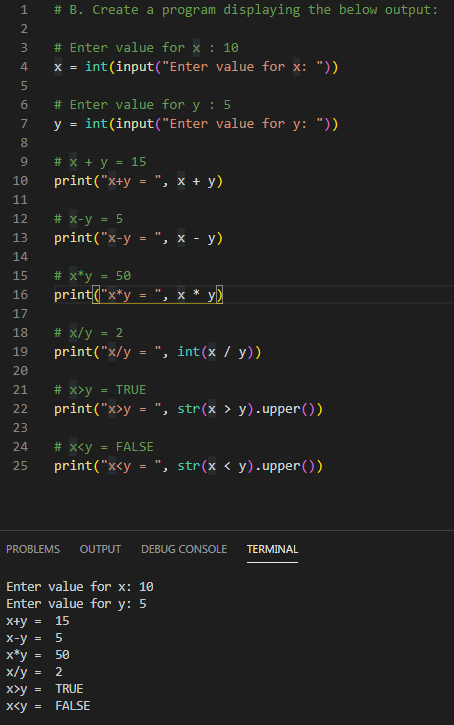 1 # B. Create a program displaying the below output:
2
3 # Enter value for x : 10
4 x = int(input("Enter value for x: "))
5
6 # Enter value for y : 5
7 y = int(input("Enter value for y: "))
8
9 # x + y = 15
10 print("x+y = ", x + y)
11
12 # x-y = 5
13 print("x-y = ", x - y)
14
15 # x*y = 50
16 print("x*y = ", x * y)
17
18 # x/y = 2
19 print("x/y = ", int(x / y))
20
21 # x>y = TRUE
22 print("x>y = ", str(x > y).upper())
23
24 # x<y = FALSE
25 print("x<y = ", str(x < y).upper())
PROBLEMS OUTPUT DEBUG CONSOLE TERMINAL
Enter value for x: 10
Enter value for y: 5
x+y =  15
x-y =  5
x*y =  50
x/y =  2
x>y =  TRUE
x<y =  FALSE